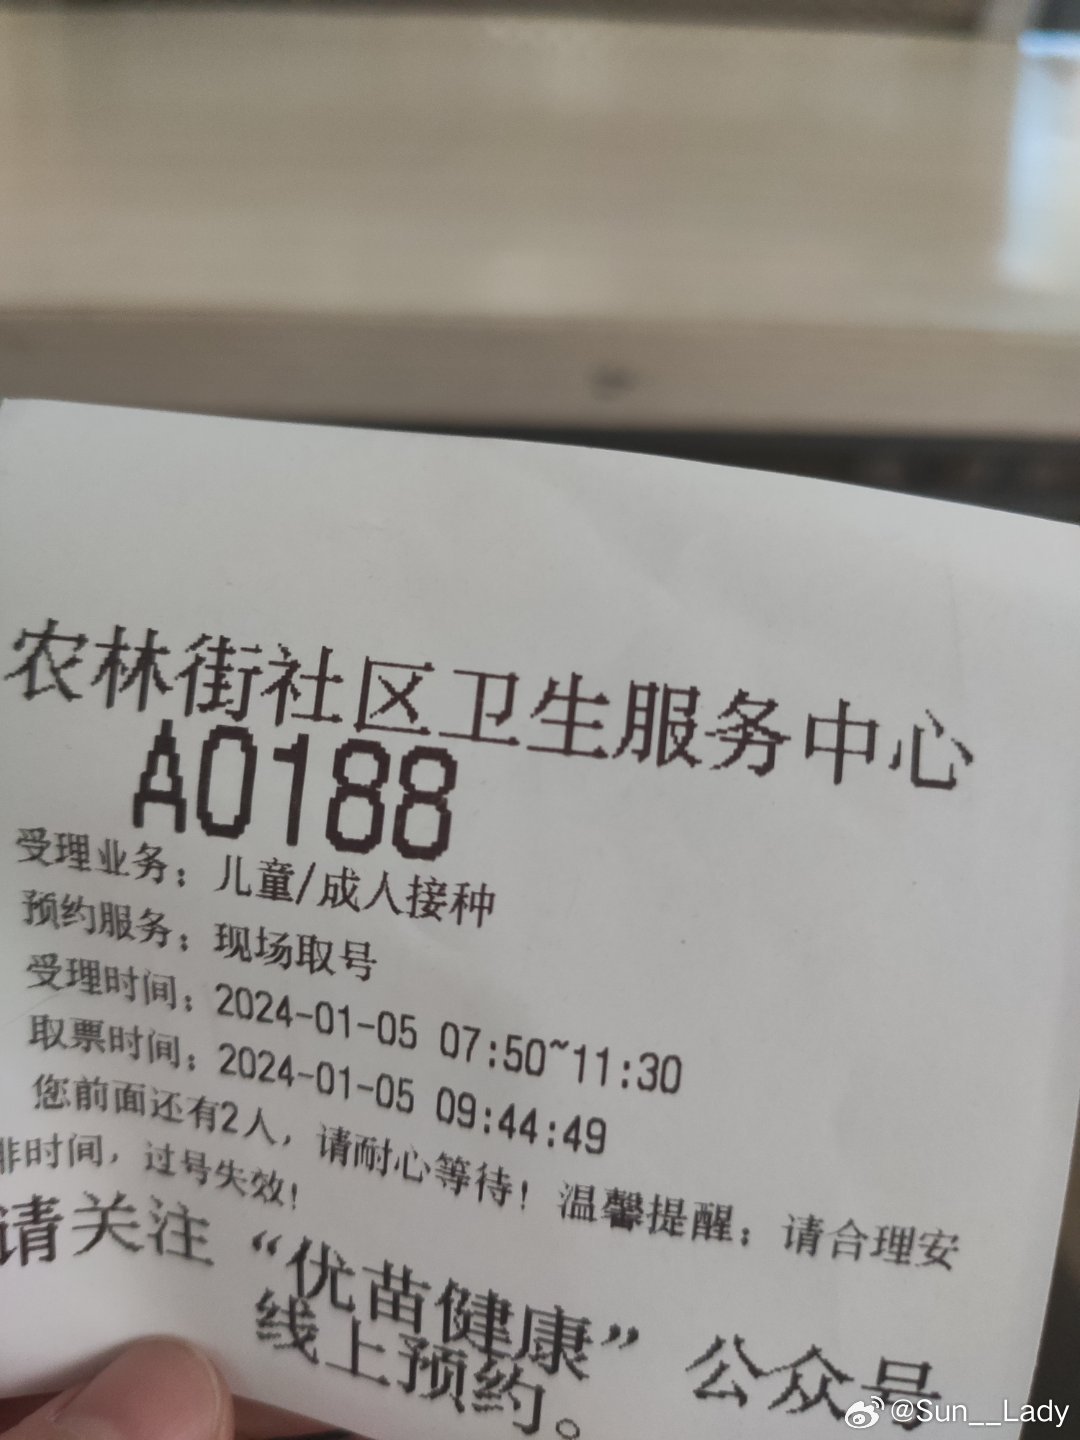 农林街社区卫生服务中心
A0188
受理业务：儿童/成人接种
预约服务：现场取号
受理时间：2024-01-05 07:50~11:30
取票时间：2024-01-05 09:44:49
您前面还有2人，请耐心等待！温馨提醒：请合理安
排时间，过号失效！
请关注“优苗健康”公众号
线上预约。
@Sun__Lady